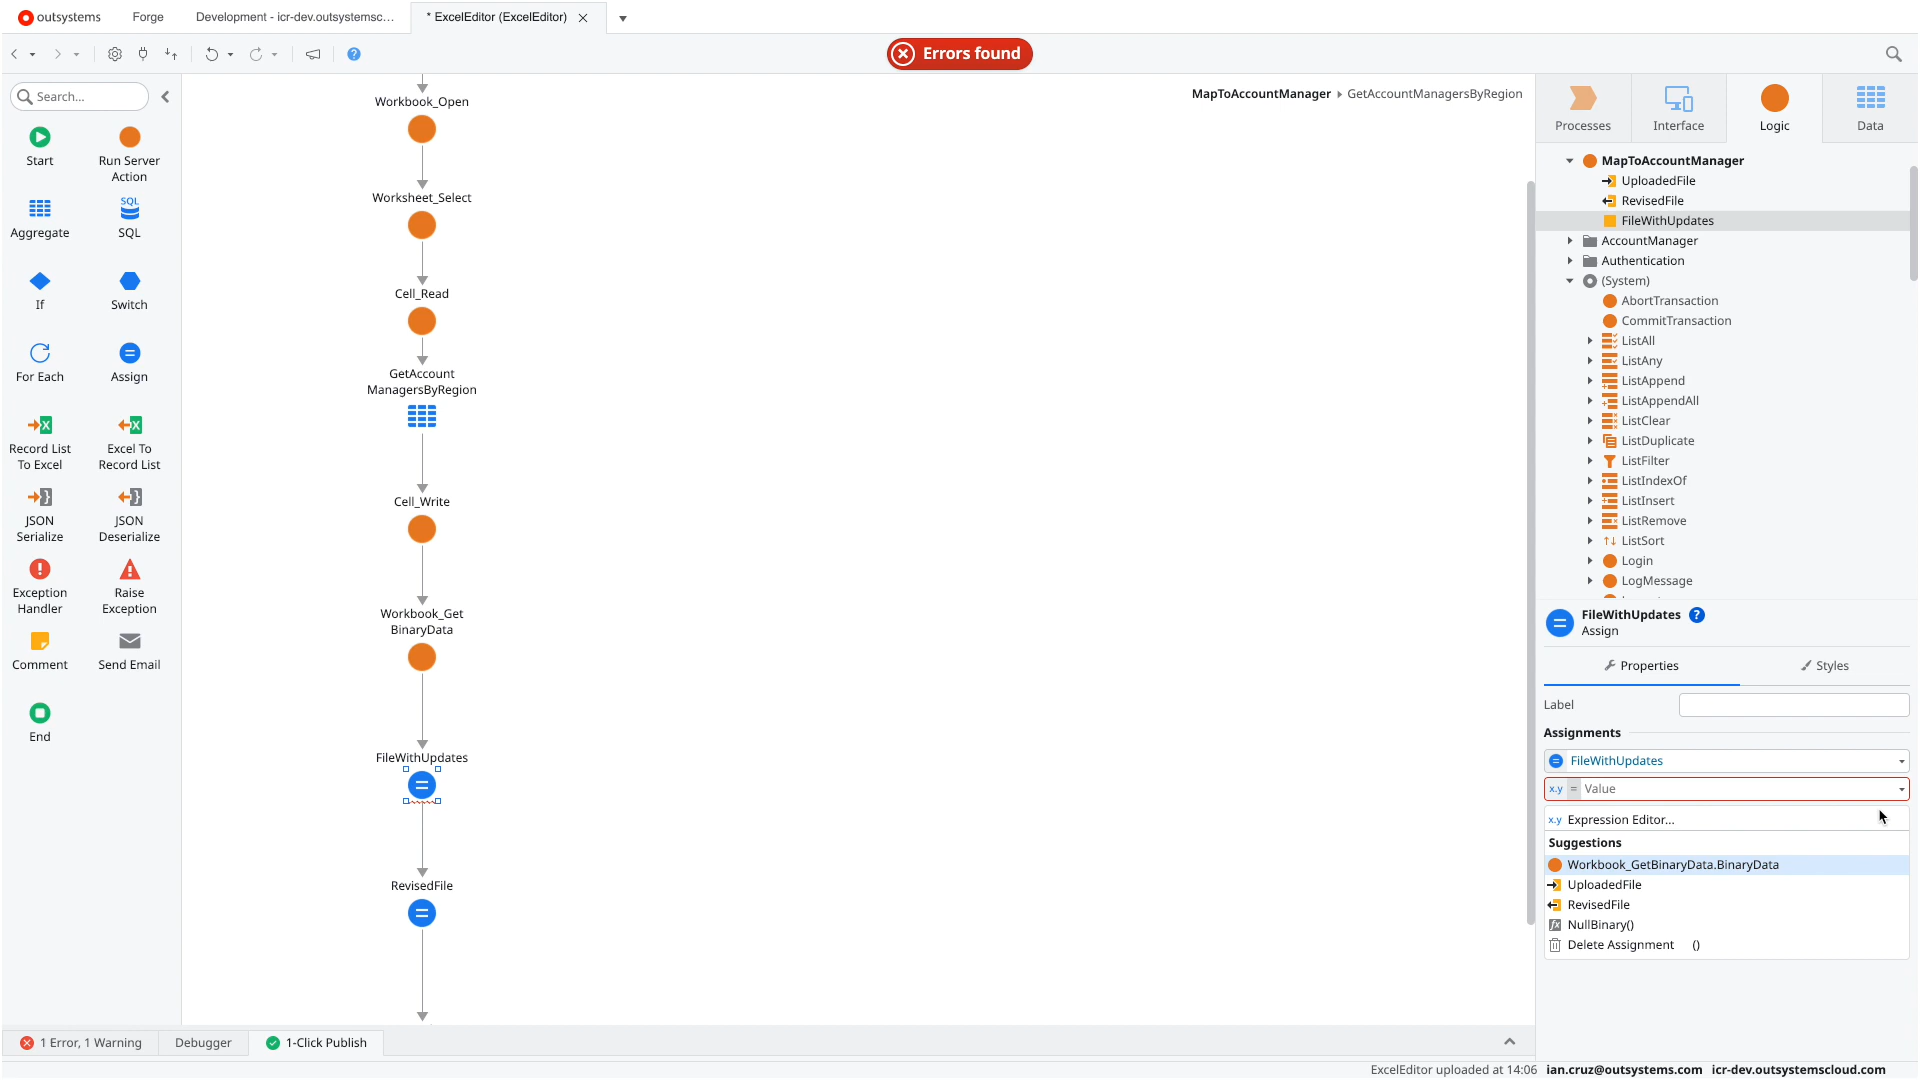 outsystems
Forge
Development - icr-dev.outsystemsc...
* ExcelEditor (ExcelEditor)
Errors found
Search...
Start
Run Server
Action
Aggregate
SQL
SQL
If
Switch
For Each
Assign
Record List
To Excel
Excel To
Record List
JSON
Serialize
JSON
Deserialize
Exception
Handler
Raise
Exception
Comment
Send Email
End
Workbook_Open
Worksheet_Select
Cell_Read
GetAccount
ManagersByRegion
Cell_Write
Workbook_Get
BinaryData
FileWithUpdates
RevisedFile
MapToAccountManager
GetAccountManagersByRegion
Processes
Interface
Logic
Data
MapToAccountManager
UploadedFile
RevisedFile
FileWithUpdates
AccountManager
Authentication
(System)
AbortTransaction
CommitTransaction
ListAll
ListAny
ListAppend
ListAppendAll
ListClear
ListDuplicate
ListFilter
ListIndexOf
ListInsert
ListRemove
ListSort
Login
LogMessage
FileWithUpdates ?
Assign
Properties
Styles
Label
Assignments
FileWithUpdates
x.y = Value
x.y Expression Editor...
Suggestions
Workbook_GetBinaryData.BinaryData
UploadedFile
RevisedFile
NullBinary()
Delete Assignment ()
1 Error, 1 Warning
Debugger
1-Click Publish
ExcelEditor uploaded at 14:06 ian.cruz@outsystems.com icr-dev.outsystemscloud.com